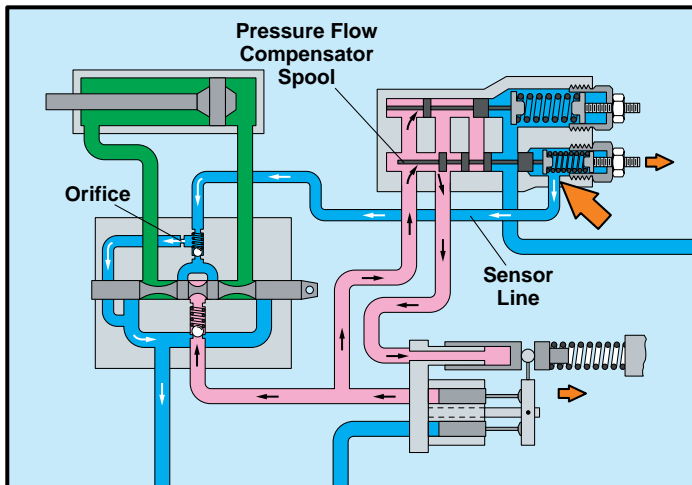 Pressure Flow
Compensator
Spool
Orifice
Sensor
Line